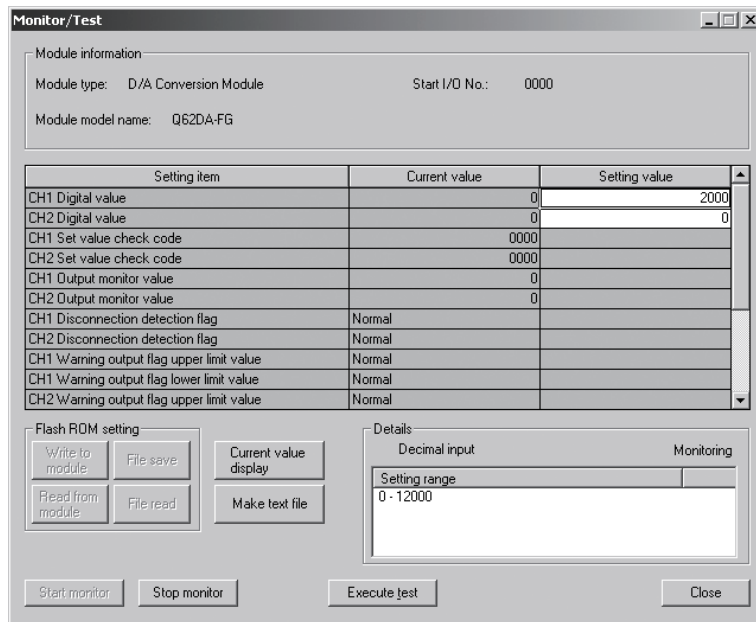 Monitor/Test
Module information
Module type: D/A Conversion Module Start I/O No.: 0000
Module model name: Q62DA-FG
Setting item Current value Setting value
CH1 Digital value 0 2000
CH2 Digital value 0 0
CH1 Set value check code 0000
CH2 Set value check code 0000
CH1 Output monitor value 0
CH2 Output monitor value 0
CH1 Disconnection detection flag Normal
CH2 Disconnection detection flag Normal
CH1 Warning output flag upper limit value Normal
CH1 Warning output flag lower limit value Normal
CH2 Warning output flag upper limit value Normal
Flash ROM setting
Write to module
File save
Read from module
File read
Current value display
Make text file
Details
Decimal input Monitoring
Setting range
0 - 12000
Start monitor Stop monitor Execute test Close